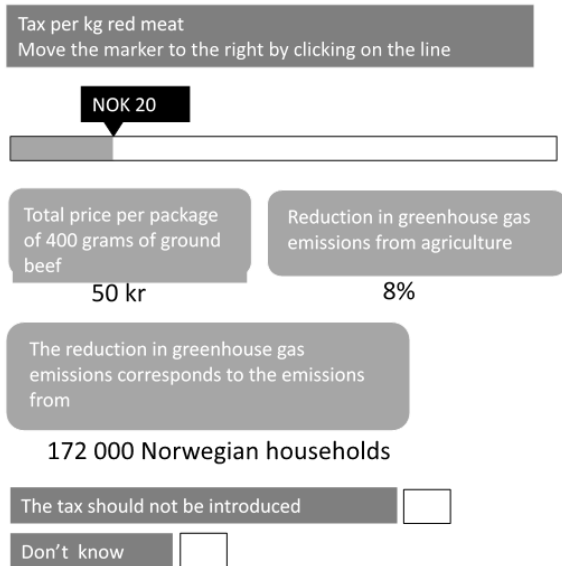 Tax per kg red meat
Move the marker to the right by clicking on the line
NOK 20
Total price per package
of 400 grams of ground
beef
50 kr
Reduction in greenhouse gas
emissions from agriculture
8%
The reduction in greenhouse gas
emissions corresponds to the emissions
from
172 000 Norwegian households
The tax should not be introduced
Don't know